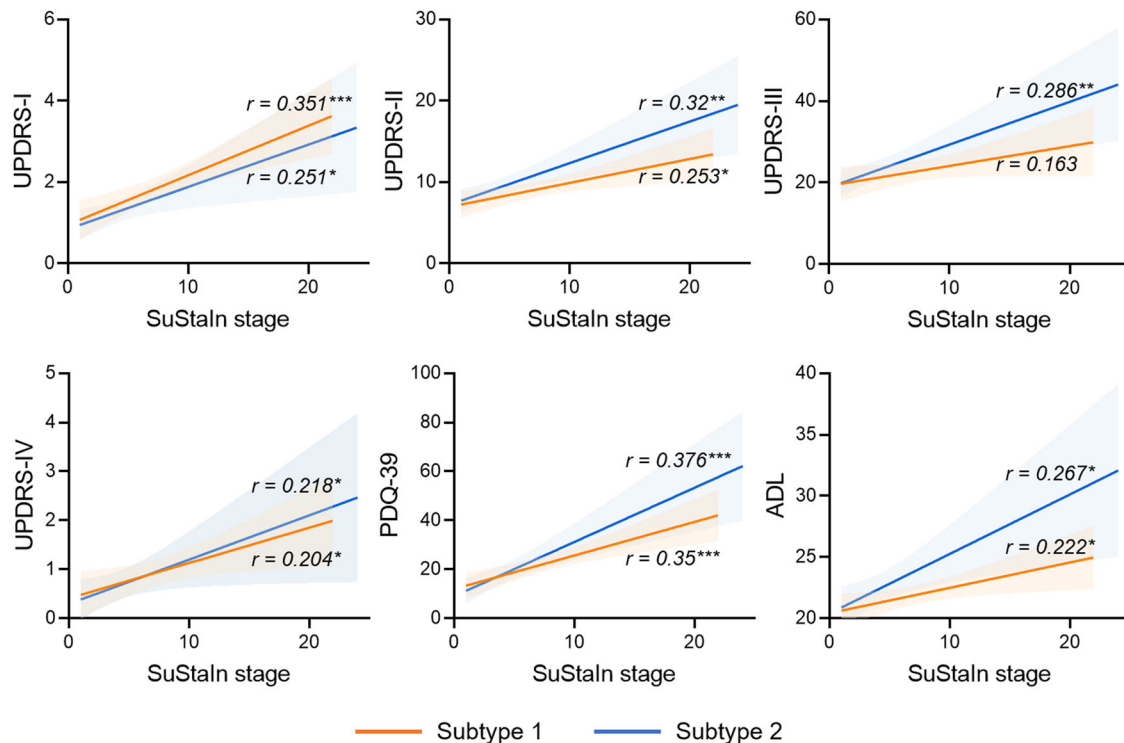 UPDRS-I
6
4
2
0
r = 0.351***
r = 0.251*
0 10 20
SuStaIn stage
UPDRS-II
30
20
10
0
r = 0.32**
r = 0.253*
0 10 20
SuStaIn stage
UPDRS-III
60
40
20
0
r = 0.286**
r = 0.163
0 10 20
SuStaIn stage
UPDRS-IV
5
4
3
2
1
0
r = 0.218*
r = 0.204*
0 10 20
SuStaIn stage
PDQ-39
100
80
60
40
20
0
r = 0.376***
r = 0.35***
0 10 20
SuStaIn stage
ADL
40
35
30
25
20
r = 0.267*
r = 0.222*
0 10 20
SuStaIn stage
Subtype 1 Subtype 2